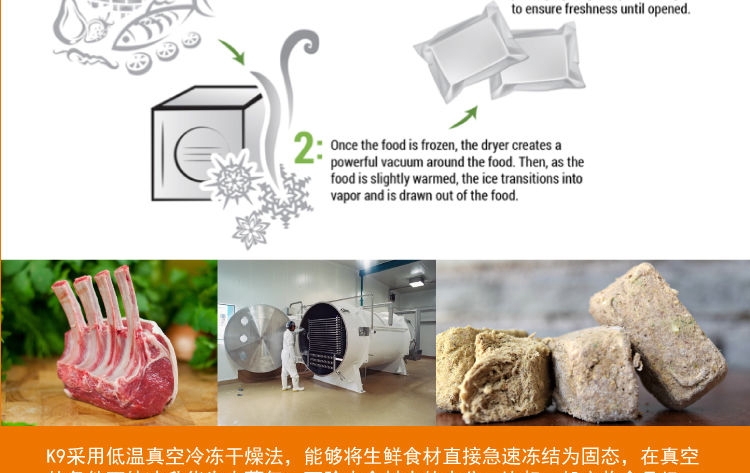 to ensure freshness until opened.
2:
Once the food is frozen, the dryer creates a
powerful vacuum around the food. Then, as the
food is slightly warmed, the ice transitions into
vapor and is drawn out of the food.
K9采用低温真空冷冻干燥法，能够将生鲜食材直接急速冻结为固态，在真空